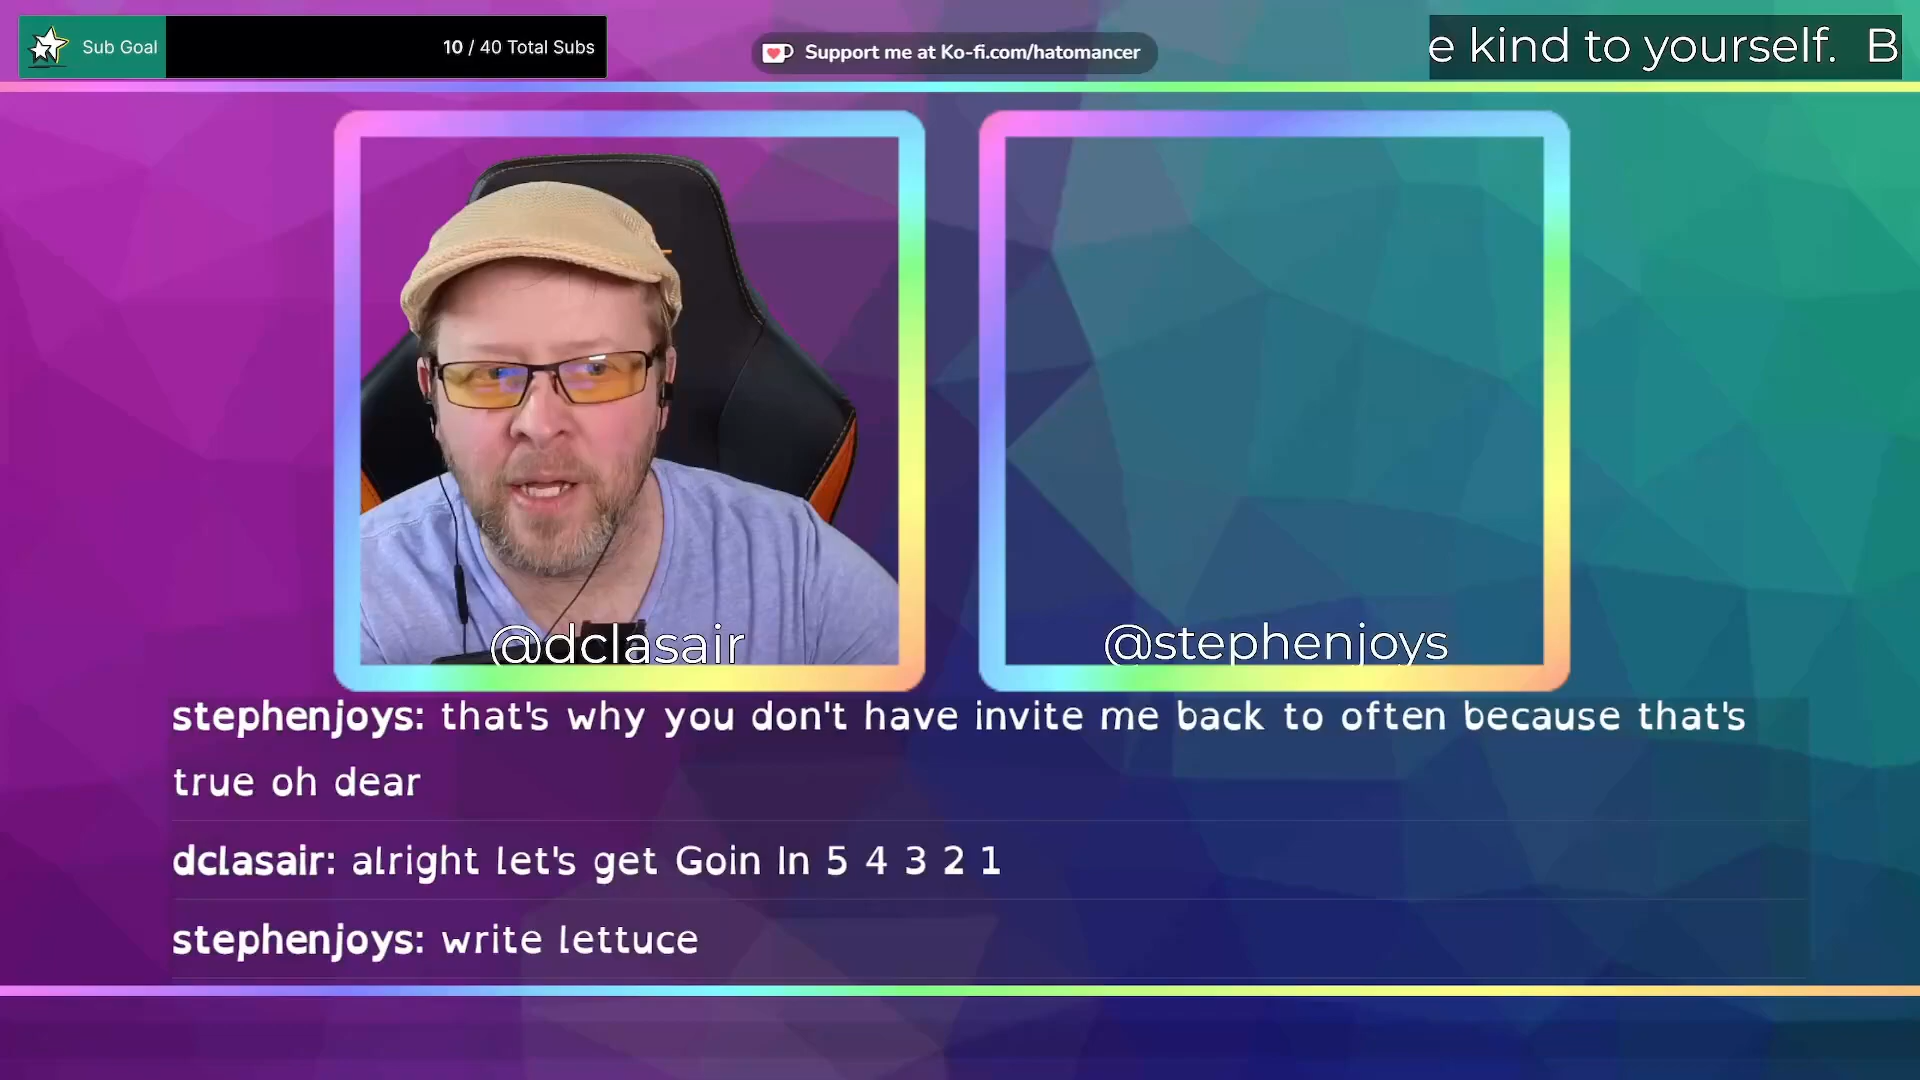 Sub Goal
10 / 40 Total Subs
Support me at Ko-fi.com/hatomancer
e kind to yourself. B
@dclasair
@stephenjoys
stephenjoys: that's why you don't have invite me back to often because that's
true oh dear
dclasair: alright let's get Goin In 5 4 3 2 1
stephenjoys: write lettuce